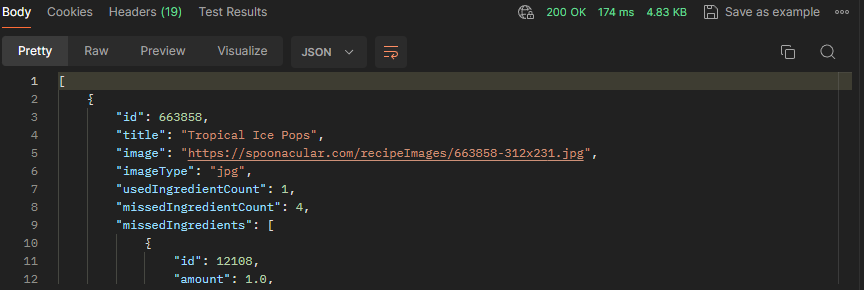 Body Cookies Headers (19) Test Results 200 OK 174 ms 4.83 KB Save as example
Pretty Raw Preview Visualize JSON
1 [
2 {
3 "id": 663858,
4 "title": "Tropical Ice Pops",
5 "image": "https://spoonacular.com/recipeImages/663858-312x231.jpg",
6 "imageType": "jpg",
7 "usedIngredientCount": 1,
8 "missedIngredientCount": 4,
9 "missedIngredients": [
10 {
11 "id": 12108,
12 "amount": 1.0,